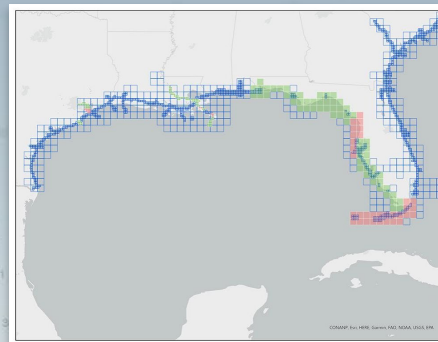 CONANP, Esri, HERE, Garmin, FAO, NOAA, USGS, EPA